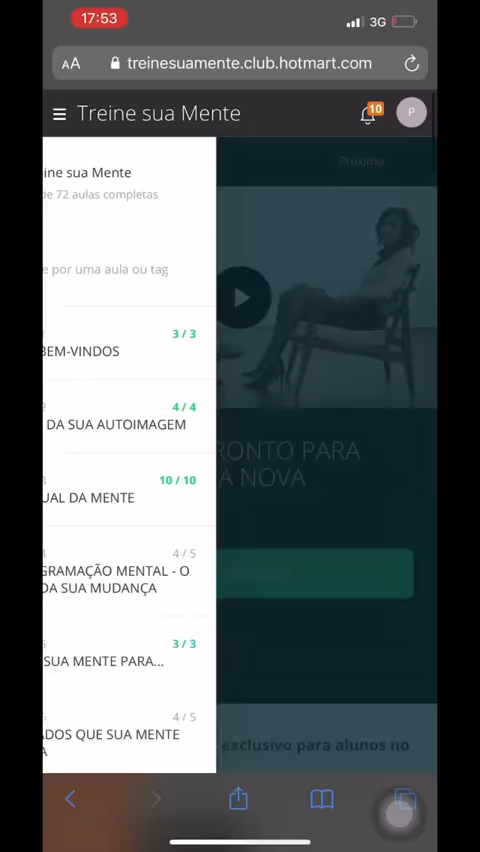 17:53
3G
AA treinesuamente.club.hotmart.com
Treine sua Mente
10
P
ine sua Mente
de 72 aulas completas
Próximo
e por uma aula ou tag
3 / 3
BEM-VINDOS
4 / 4
DA SUA AUTOIMAGEM
10 / 10
UAL DA MENTE
RONTO PARA
A NOVA
4 / 5
GRAMAÇÃO MENTAL - O
DA SUA MUDANÇA
3 / 3
SUA MENTE PARA...
4 / 5
ADOS QUE SUA MENTE
A
exclusivo para alunos no